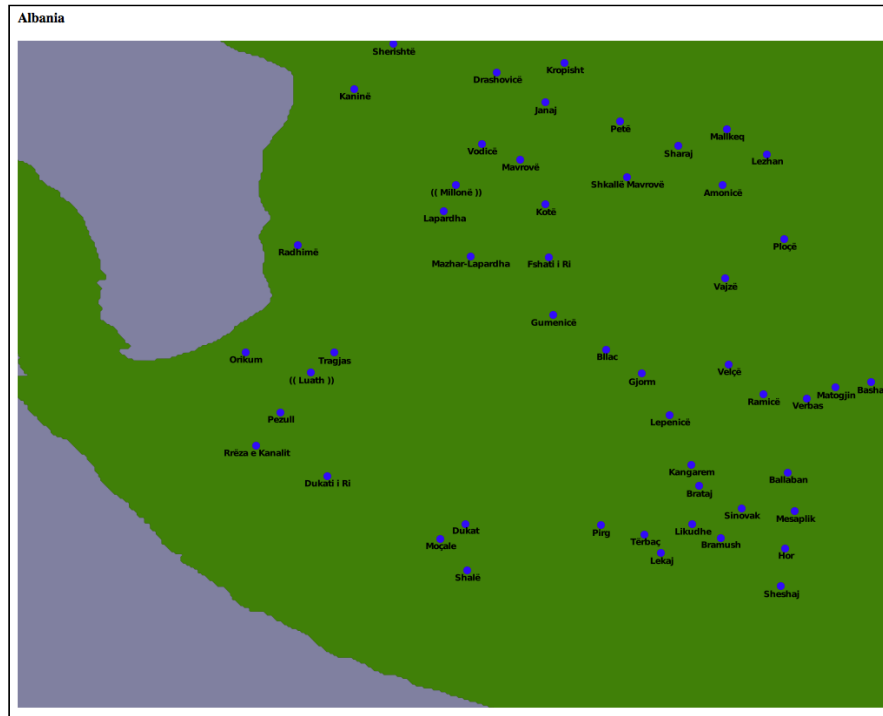 Albania
Sherishtë
Kropisht
Drashovicë
Kaninë
Janaj
Petë
Malikeq
Vodicë
Sharaj
Lezhan
Mavrovë
Shkallë Mavrovë
(( Millonë ))
Amonicë
Kotë
Lapardha
Ploçë
Radhimë
Mazhar-Lapardha
Fshati i Ri
Vajzë
Gumenicë
Bllac
Orikum
Tragjas
Velçë
(( Luath ))
Gjorm
Basha
Matogjin
Ramicë
Verbas
Pezull
Lepenicë
Rrëza e Kanalit
Kangarem
Ballaban
Dukati i Ri
Brataj
Sinovak
Mesaplik
Dukat
Pirg
Likudhe
Tërbaç
Bramush
Moçale
Hor
Lekaj
Shalë
Sheshaj